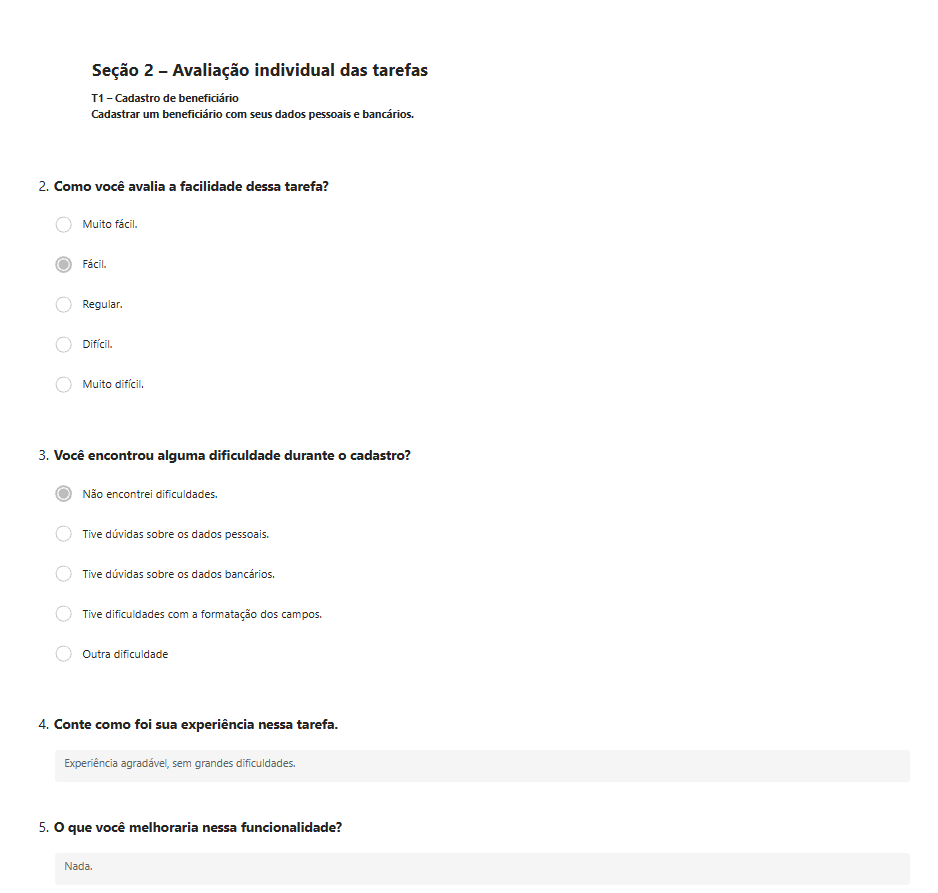 Seção 2 – Avaliação individual das tarefas
T1 – Cadastro de beneficiário
Cadastrar um beneficiário com seus dados pessoais e bancários.
2. Como você avalia a facilidade dessa tarefa?
Muito fácil.
Fácil.
Regular.
Difícil.
Muito difícil.
3. Você encontrou alguma dificuldade durante o cadastro?
Não encontrei dificuldades.
Tive dúvidas sobre os dados pessoais.
Tive dúvidas sobre os dados bancários.
Tive dificuldades com a formatação dos campos.
Outra dificuldade
4. Conte como foi sua experiência nessa tarefa.
Experiência agradável, sem grandes dificuldades.
5. O que você melhoraria nessa funcionalidade?
Nada.